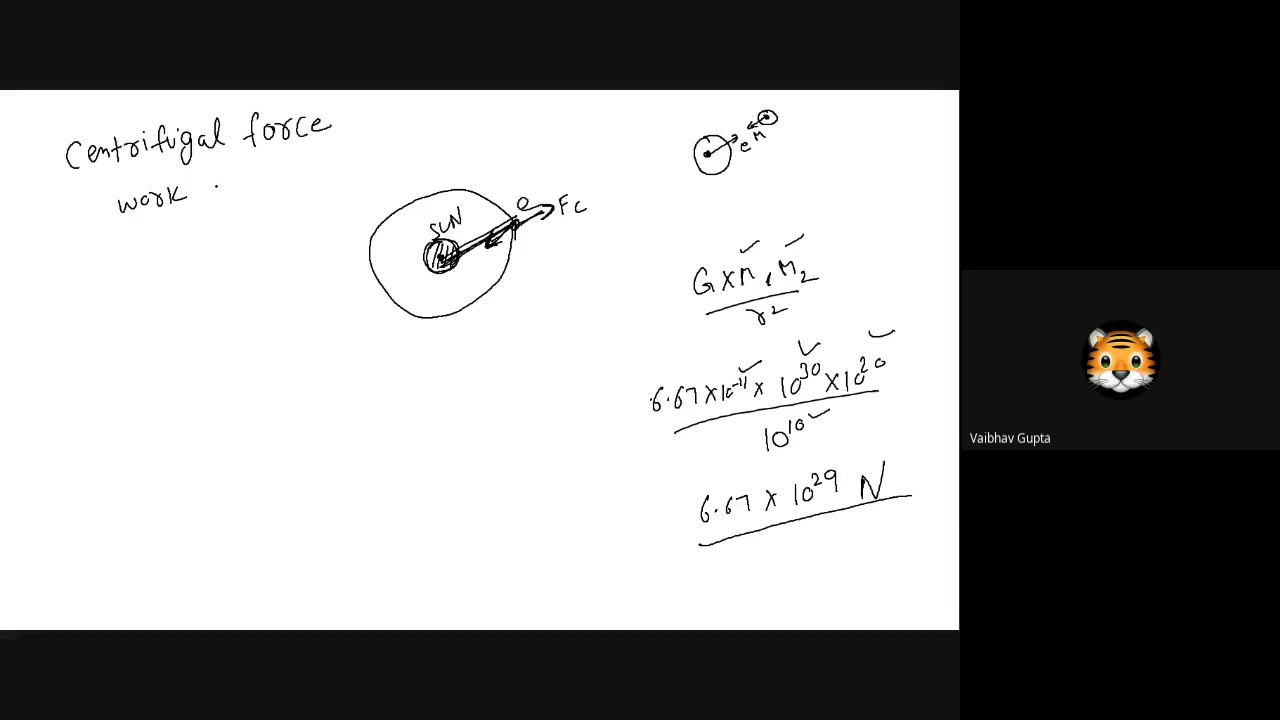 Centrifigal force
work .
SUN
e
Fc
e M
G x M1 M2
r2
6.67 x 10-11 x 10^30 x 10^20
10^10
6.67 x 10^29 N
Vaibhav Gupta